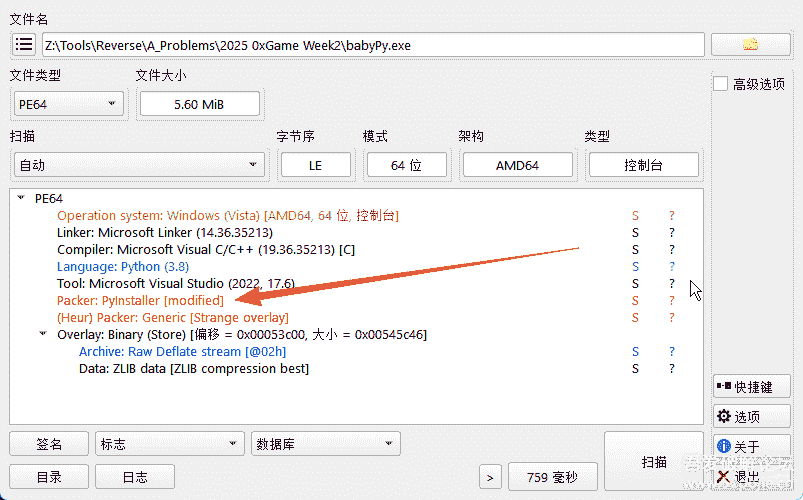 文件名
Z:\Tools\Reverse\A_Problems\2025 0xGame Week2\babyPy.exe
文件类型 文件大小
PE64 5.60 MiB
高级选项
扫描 字节序 模式 架构 类型
自动 LE 64 位 AMD64 控制台
PE64
Operation system: Windows (Vista) [AMD64, 64 位, 控制台] S ?
Linker: Microsoft Linker (14.36.35213) S ?
Compiler: Microsoft Visual C/C++ (19.36.35213) [C] S ?
Language: Python (3.8) S ?
Tool: Microsoft Visual Studio (2022, 17.6) S ?
Packer: PyInstaller [modified] S ?
(Heur) Packer: Generic [Strange overlay] S ?
Overlay: Binary (Store) [偏移 = 0x00053c00, 大小 = 0x00545c46]
Archive: Raw Deflate stream [@02h] S ?
Data: ZLIB data [ZLIB compression best] S ?
快捷键
选项
关于
退出
签名 标志 数据库
目录 日志 > 759 毫秒 扫描